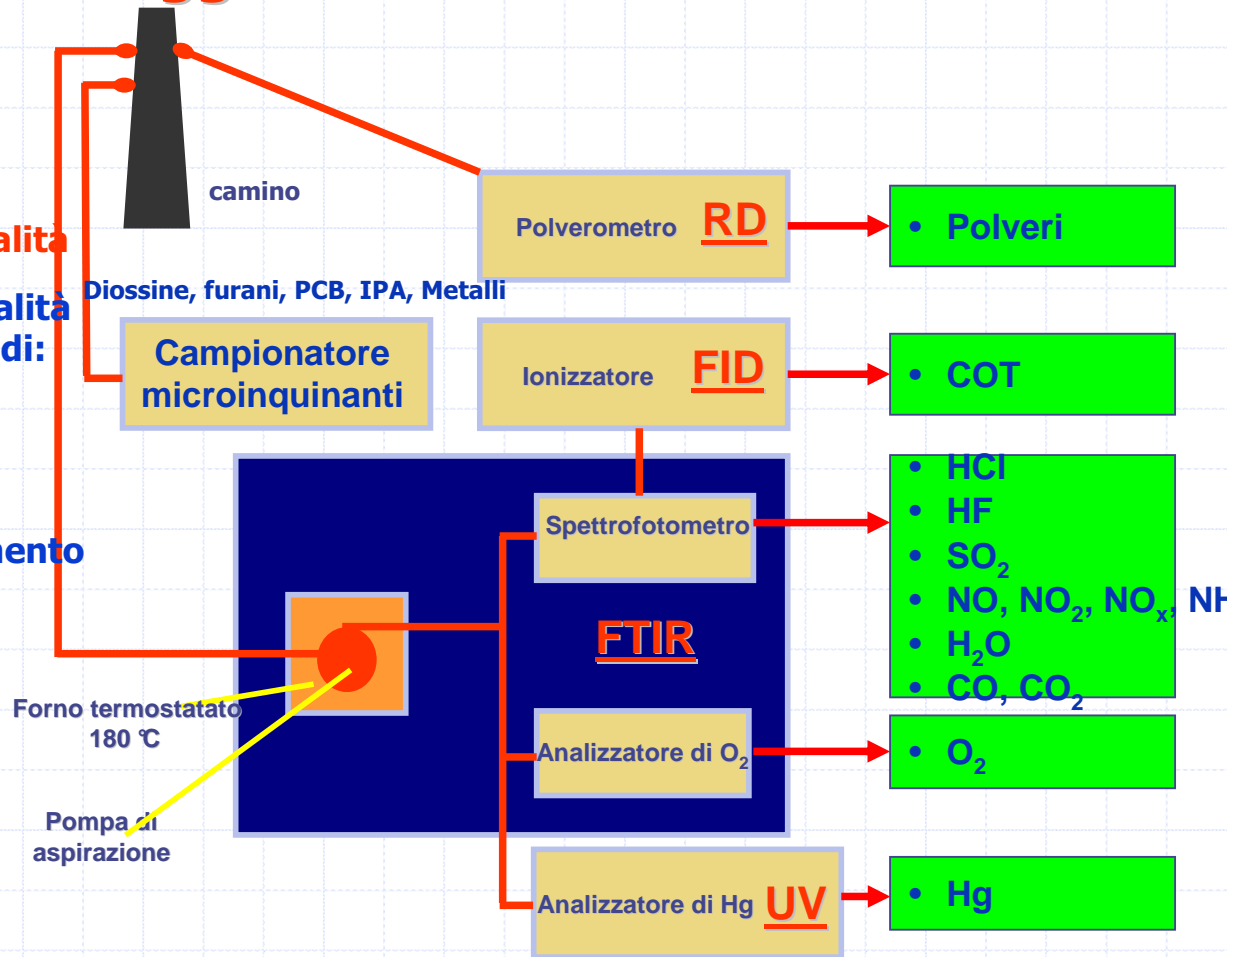 camino
alità
Polverometro RD
• Polveri
Diossine, furani, PCB, IPA, Metalli
alità
di:
Campionatore
microinquinanti
Ionizzatore FID
• COT
• HCl
• HF
• SO₂
• NO, NO₂, NOₓ, NH
• H₂O
• CO, CO₂
Spettrofotometro
mento
FTIR
Forno termostatato
180 °C
Analizzatore di O₂
• O₂
Pompa di
aspirazione
Analizzatore di Hg UV
• Hg